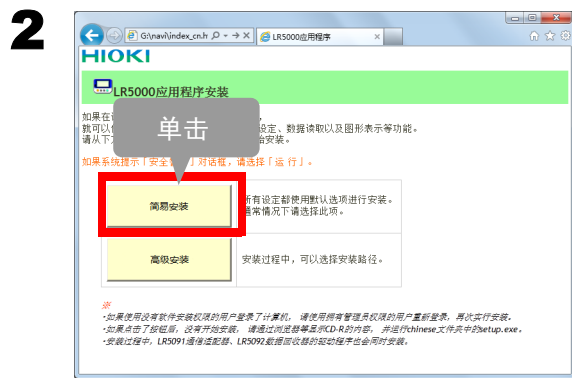 2
G:\navi\index_cn.h
LR5000应用程序
HIOKI
LR5000应用程序安装
如果在
就可以 设定、数据读取以及图形表示等功能。
请从下 始安装。
单击
如果系统提示「安全 」对话框，请选择「运 行」。
简易安装
所有设定都使用默认选项进行安装。
通常情况下请选择此项。
高级安装
安装过程中，可以选择安装路径。
※
·如果使用没有软件安装权限的用户登录了计算机， 请使用拥有管理员权限的用户重新登录，再次实行安装。
·如果点击了按钮后，没有开始安装， 请通过浏览器等显示CD-R的内容， 并运行chinese文件夹中的setup.exe。
·安装过程中，LR5091通信适配器、LR5092数据回收器的驱动程序也会同时安装。